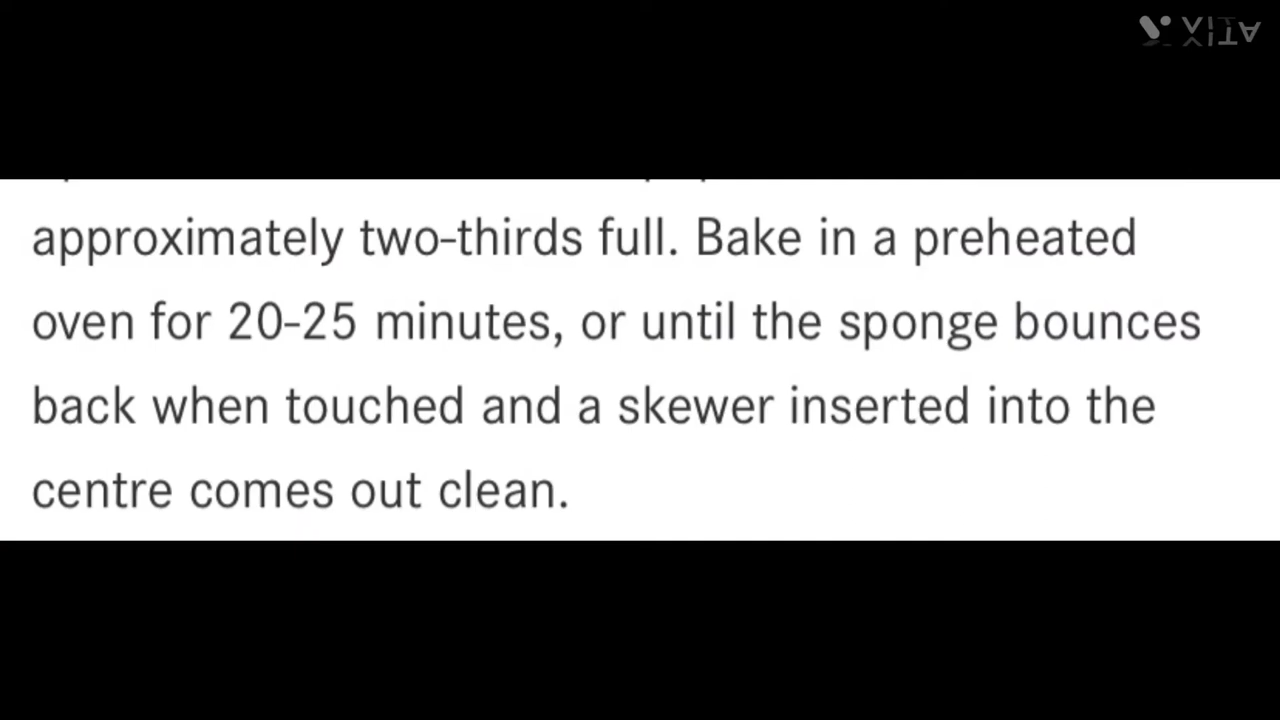 VITA
approximately two-thirds full. Bake in a preheated
oven for 20-25 minutes, or until the sponge bounces
back when touched and a skewer inserted into the
centre comes out clean.